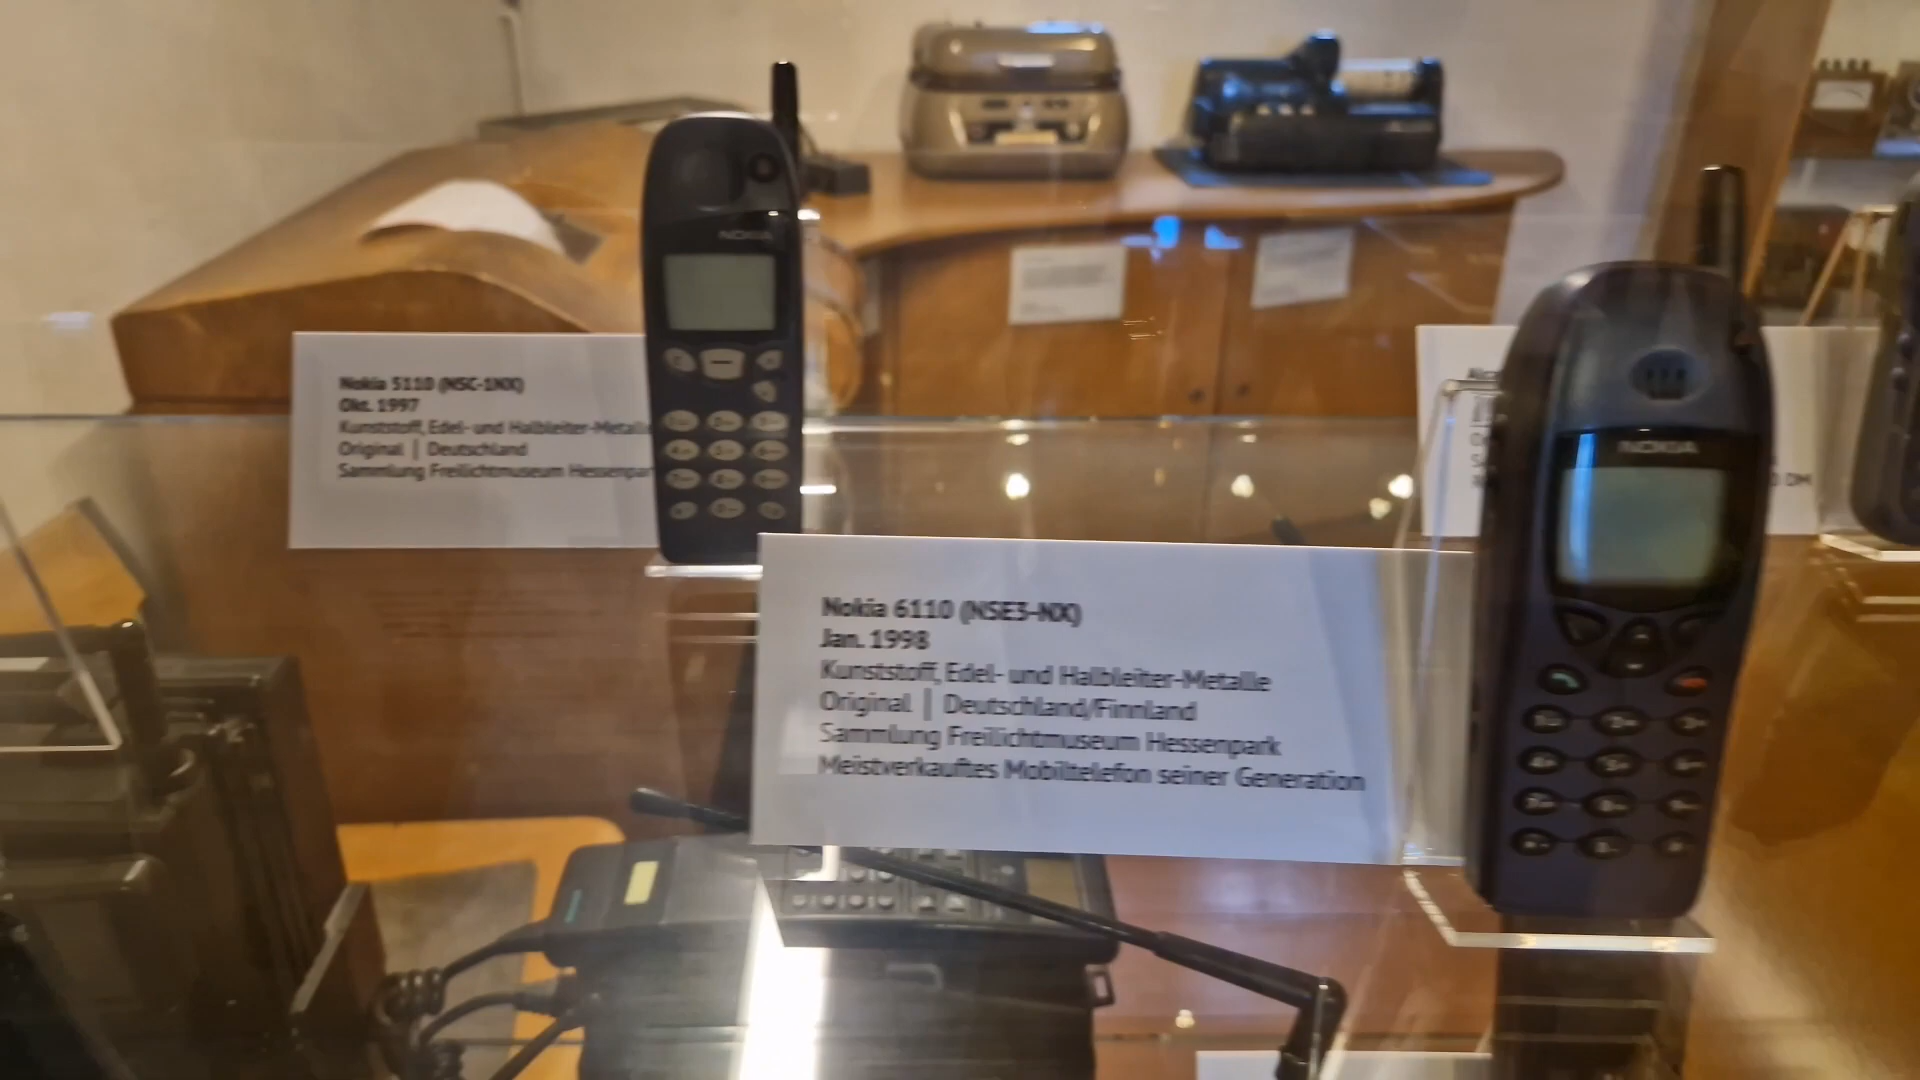 NOKIA
Nokia 5110 (NSC-1NX)
Okt. 1997
Kunststoff, Edel- und Halbleiter-Metalle
Original | Deutschland
Sammlung Freilichtmuseum Hessenpar
NOKIA
DM
Nokia 6110 (NSE3-NX)
Jan. 1998
Kunststoff, Edel- und Halbleiter-Metalle
Original | Deutschland/Finnland
Sammlung Freilichtmuseum Hessenpark
Meistverkauftes Mobiltelefon seiner Generation